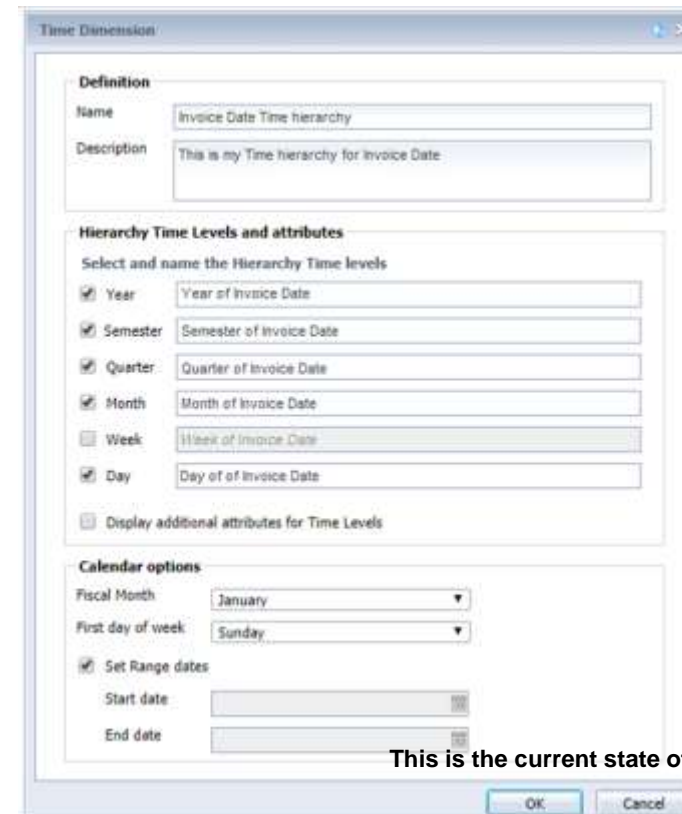 Time Dimension
Definition
Name
Invoice Date Time hierarchy
Description
This is my Time hierarchy for Invoice Date
Hierarchy Time Levels and attributes
Select and name the Hierarchy Time levels
Year
Year of Invoice Date
Semester
Semester of Invoice Date
Quarter
Quarter of Invoice Date
Month
Month of Invoice Date
Week
Week of Invoice Date
Day
Day of of Invoice Date
Display additional attributes for Time Levels
Calendar options
Fiscal Month
January
First day of week
Sunday
Set Range dates
Start date
End date
This is the current state o
OK
Cancel